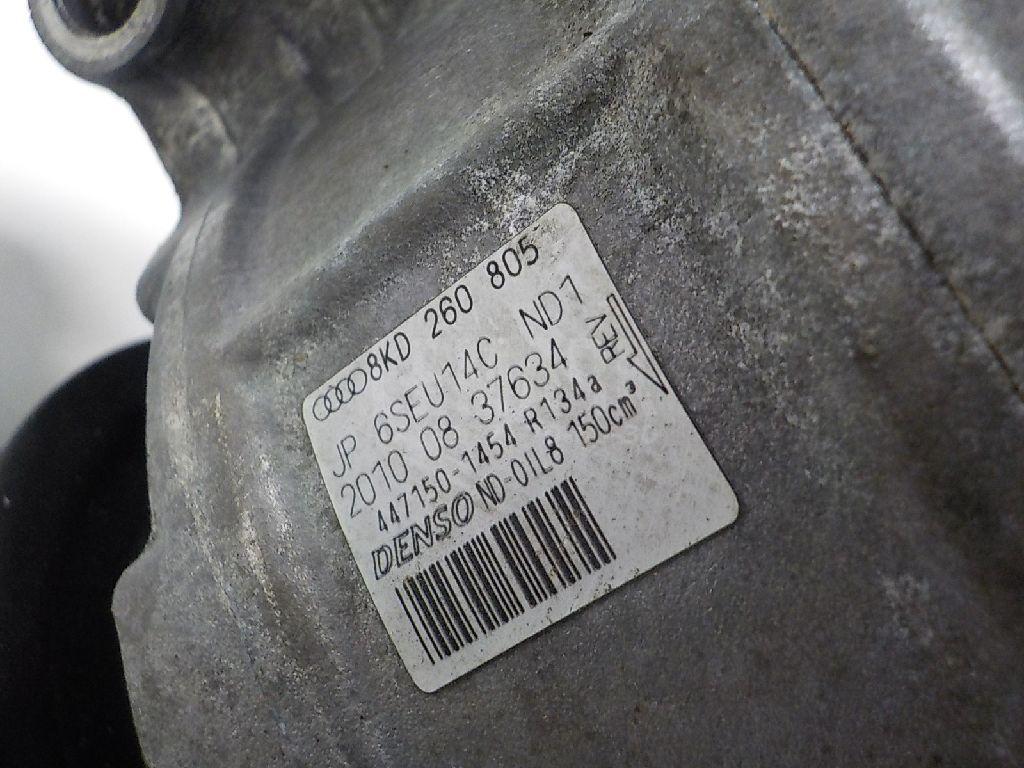 8KD 260 805
JP 6SEU14C ND1
2010 08 37634 REV
447150-1454 R134a
DENSO ND-OIL8 150cm³